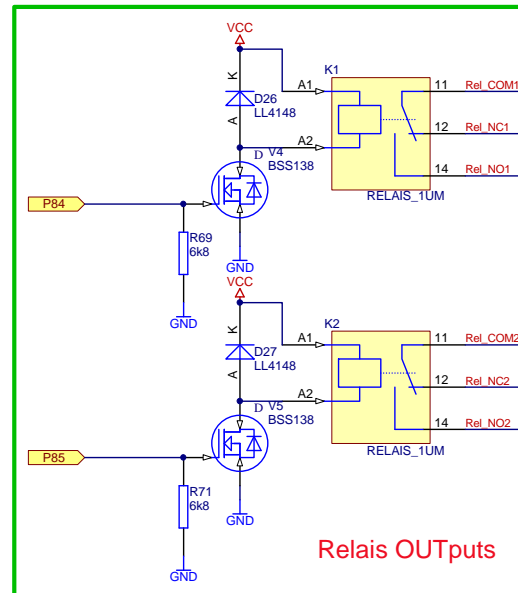 VCC
K1
A1
K
D26
LL4148
11
Rel_COM1
A
A2
12
Rel_NC1
D
V4
BSS138
14
Rel_NO1
RELAIS_1UM
P84
R69
6k8
GND
GND
VCC
K2
A1
K
D27
LL4148
11
Rel_COM2
A
A2
12
Rel_NC2
D
V5
BSS138
14
Rel_NO2
RELAIS_1UM
P85
R71
6k8
GND
GND
Relais OUTputs